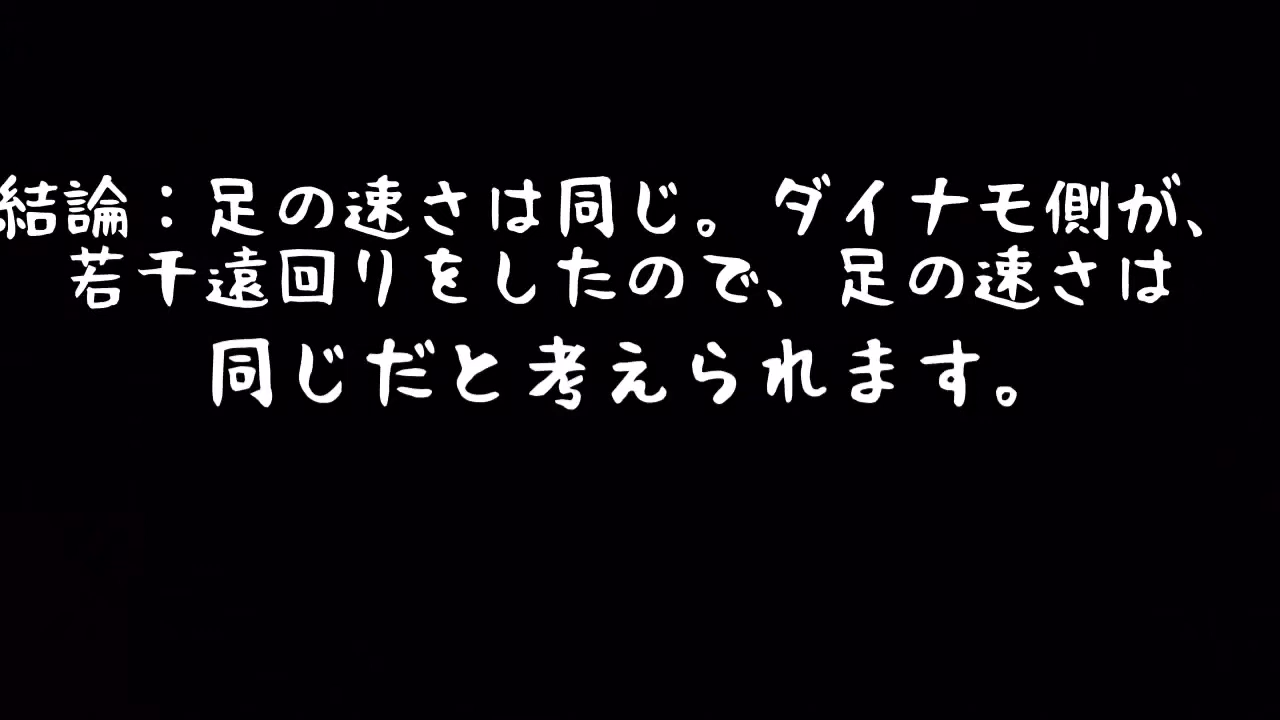 結論：足の速さは同じ。ダイナモ側が、
若干遠回りをしたので、足の速さは
同じだと考えられます。